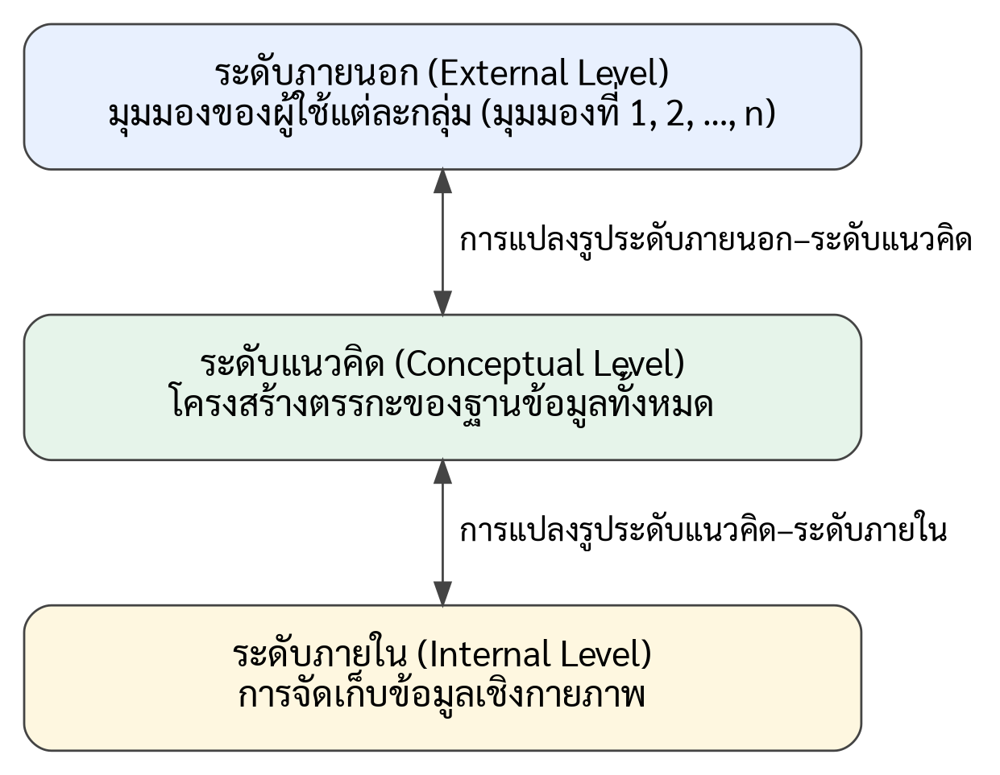 ระดับภายนอก (External Level)
มุมมองของผู้ใช้แต่ละกลุ่ม (มุมมองที่ 1, 2, ..., n)
การแปลงรูประดับภายนอก–ระดับแนวคิด
ระดับแนวคิด (Conceptual Level)
โครงสร้างตรรกะของฐานข้อมูลทั้งหมด
การแปลงรูประดับแนวคิด–ระดับภายใน
ระดับภายใน (Internal Level)
การจัดเก็บข้อมูลเชิงกายภาพ